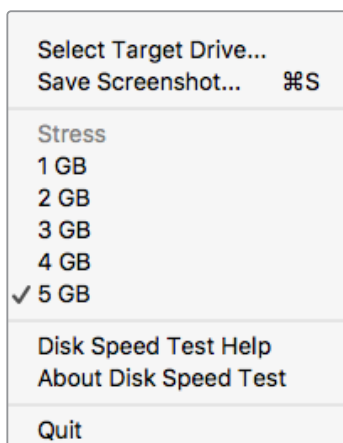 Select Target Drive...
Save Screenshot... ⌘S
Stress
1 GB
2 GB
3 GB
4 GB
✓ 5 GB
Disk Speed Test Help
About Disk Speed Test
Quit